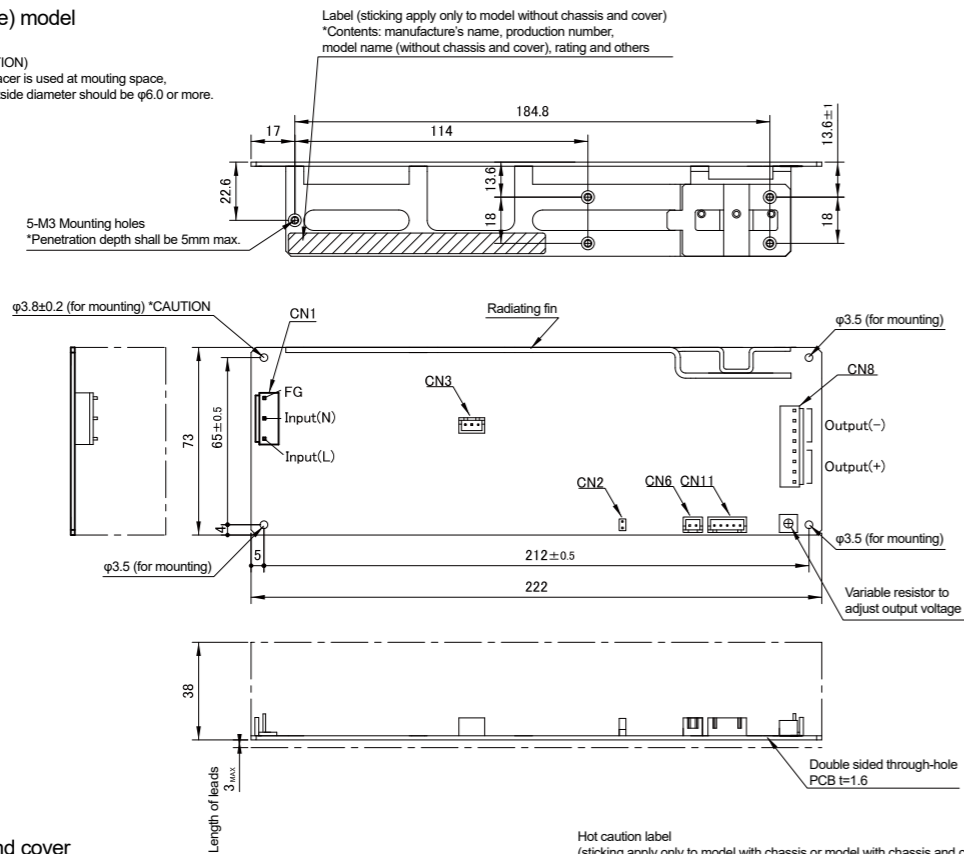 e) model
Label (sticking apply only to model without chassis and cover)
*Contents: manufacture's name, production number,
model name (without chassis and cover), rating and others
ION)
acer is used at mouting space,
tside diameter should be φ6.0 or more.
184.8
17
114
13.6±1
22.6
13.6
18
18
5-M3 Mounting holes
*Penetration depth shall be 5mm max.
φ3.8±0.2 (for mounting) *CAUTION
CN1
Radiating fin
φ3.5 (for mounting)
CN8
FG
CN3
Input(N)
Output(-)
73
65±0.5
Input(L)
Output(+)
CN2
CN6
CN11
4
5
212±0.5
φ3.5 (for mounting)
φ3.5 (for mounting)
222
Variable resistor to
adjust output voltage
38
Length of leads
3 MAX
Double sided through-hole
PCB t=1.6
nd cover
Hot caution label